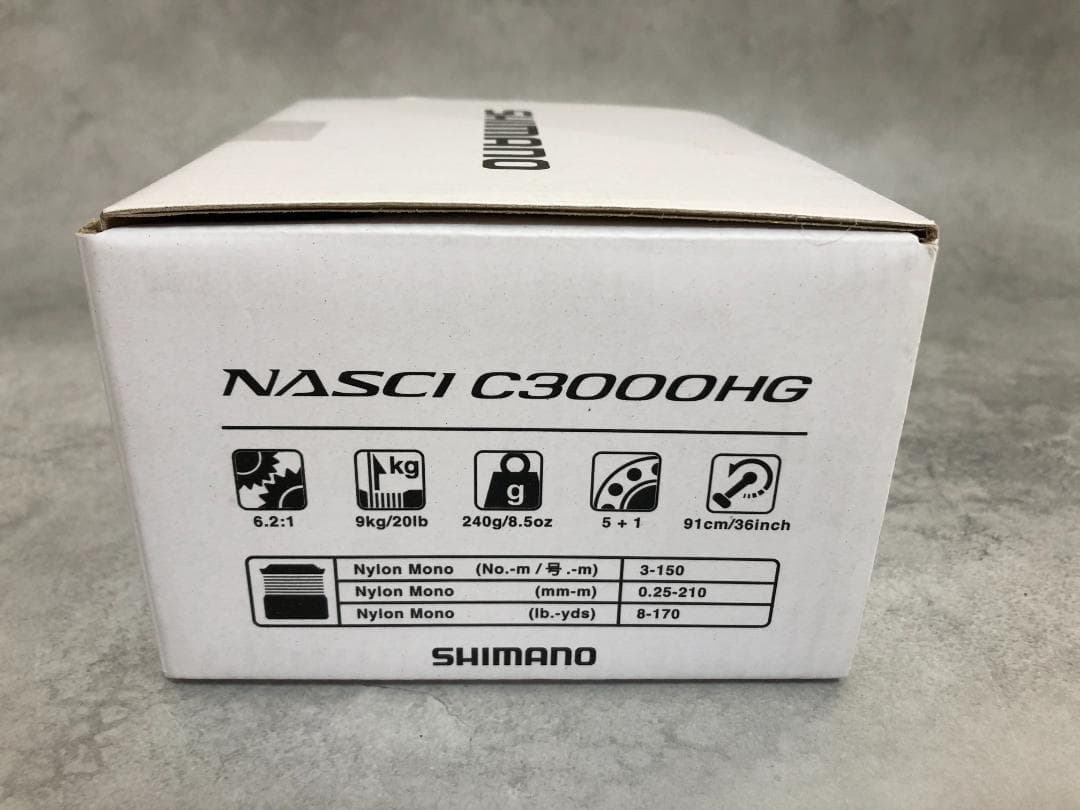 SHIMANO
NASCI C3000HG
kg
g
6.2:1 9kg/20lb 240g/8.5oz 5 + 1 91cm/36inch
Nylon Mono (No.-m / 号.-m) 3-150
Nylon Mono (mm-m) 0.25-210
Nylon Mono (lb.-yds) 8-170
SHIMANO